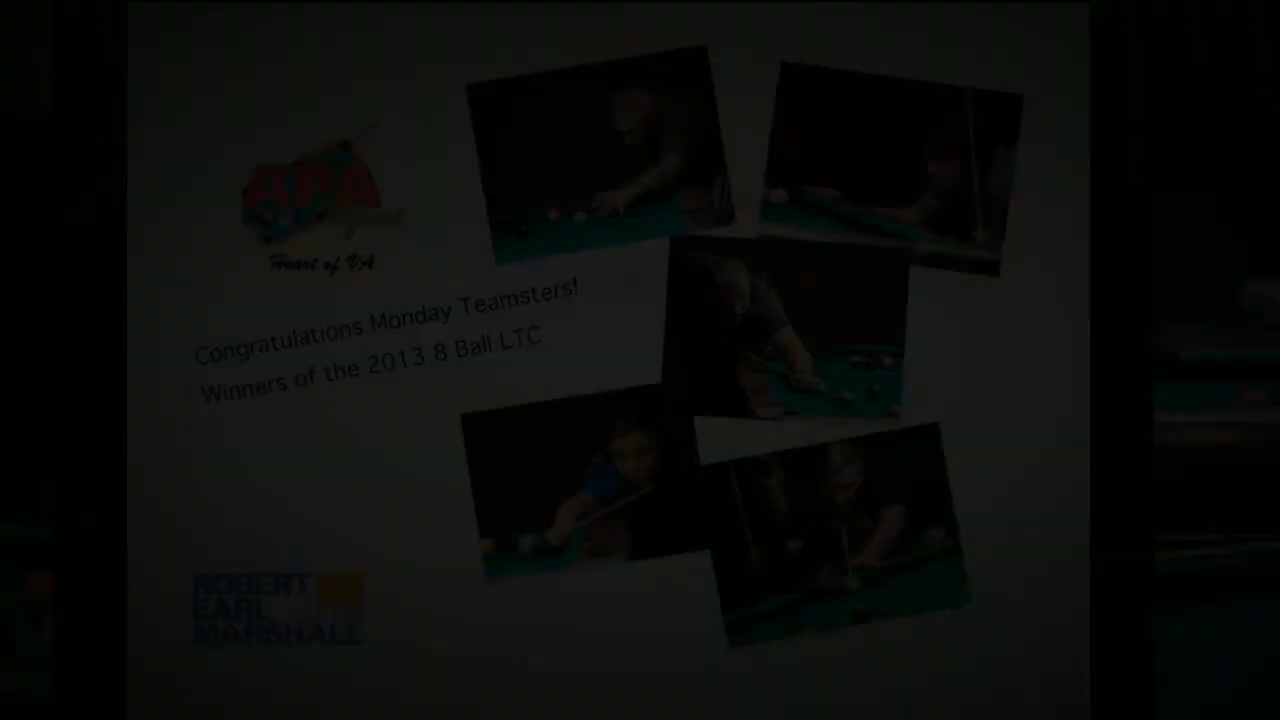 APA
Heart of VA
Congratulations Monday Teamsters!
Winners of the 2013 8 Ball LTC
ROBERT
EARL
MARSHALL